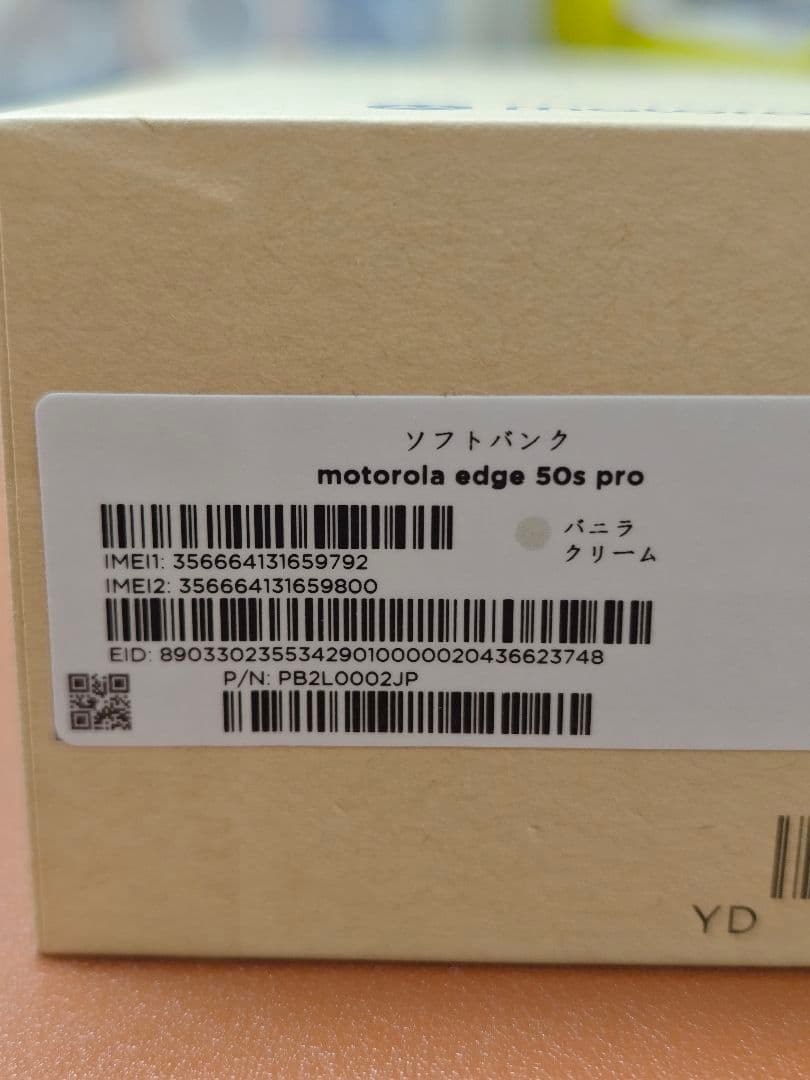 ソフトバンク
motorola edge 50s pro
バニラ
クリーム
IMEI1: 356664131659792
IMEI2: 356664131659800
EID: 89033023553429010000020436623748
P/N: PB2L0002JP
YD